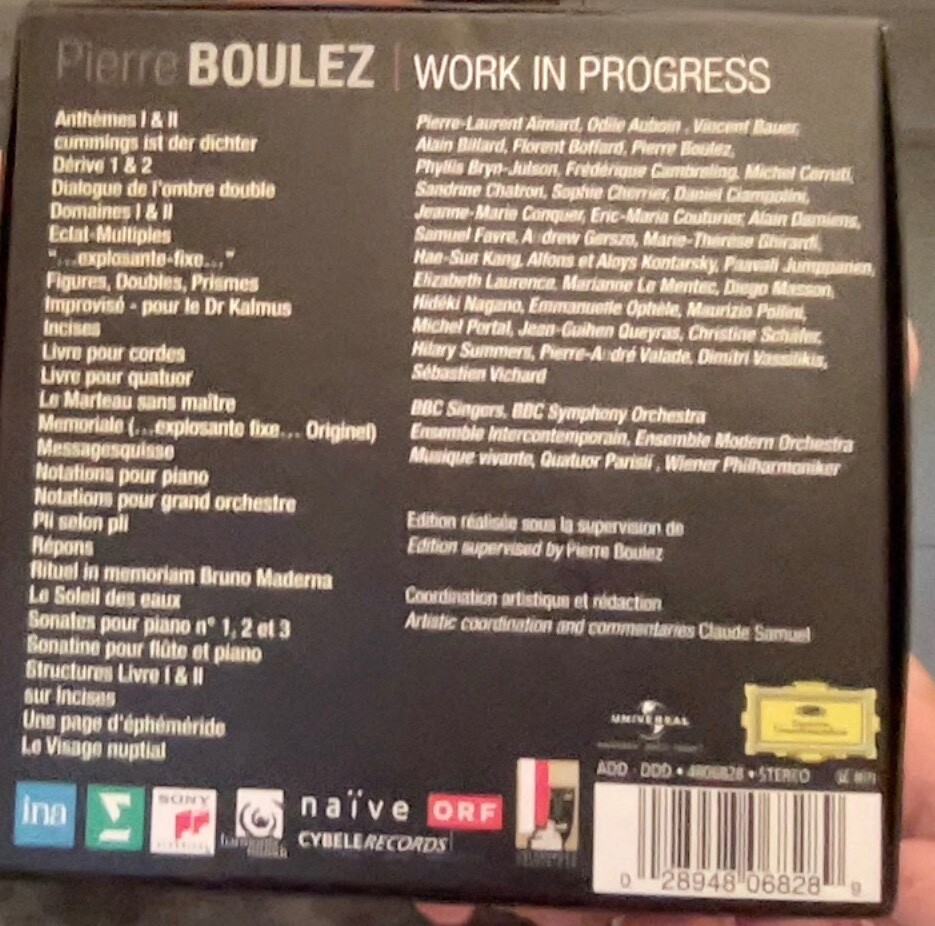 Pierre BOULEZ | WORK IN PROGRESS
Anthèmes I & II
cummings ist der dichter
Dérive 1 & 2
Dialogue de l'ombre double
Domaines I & II
Eclat-Multiples
"...explosante-fixe..."
Figures, Doubles, Prismes
Improvisé - pour le Dr Kalmus
Incises
Livre pour cordes
Livre pour quatuor
Le Marteau sans maître
Memoriale (...explosante fixe... Originel)
Messagesquisse
Notations pour piano
Notations pour grand orchestre
Pli selon pli
Répons
Rituel in memoriam Bruno Maderna
Le Soleil des eaux
Sonates pour piano n° 1, 2 et 3
Sonatine pour flûte et piano
Structures Livre I & II
sur Incises
Une page d'éphéméride
Le Visage nuptial
Pierre-Laurent Aimard, Odile Auboin, Vincent Bauer,
Alain Billard, Florent Boffard, Pierre Boulez,
Phyllis Bryn-Julson, Frédérique Cambreling, Michel Cerruti,
Sandrine Chatron, Sophie Cherrier, Daniel Ciampolini,
Jeanne-Marie Conquer, Eric-Maria Couturier, Alain Damiens,
Samuel Favre, A drew Gerszo, Marie-Thérèse Ghirardi,
Hae-Sun Kang, Alfons et Aloys Kontarsky, Paavali Jumppanen,
Elizabeth Laurence, Marianne Le Mentec, Diego Masson,
Hidéki Nagano, Emmanuelle Ophèle, Maurizio Pollini,
Michel Portal, Jean-Guihen Queyras, Christine Schäfer,
Hilary Summers, Pierre-A dré Valade, Dimitri Vassilikis,
Sébastien Vichard
BBC Singers, BBC Symphony Orchestra
Ensemble Intercontemporain, Ensemble Modern Orchestra
Musique vivante, Quatuor Parisii, Wiener Philharmoniker
Edition réalisée sous la supervision de
Edition supervised by Pierre Boulez
Coordination artistique et rédaction
Artistic coordination and commentaries Claude Samuel
UNIVERSAL
ADD · DDD • 4806828 • STEREO
ina
SONY
naïve
ORF
CYBELERECORDS
0 28948 06828 9